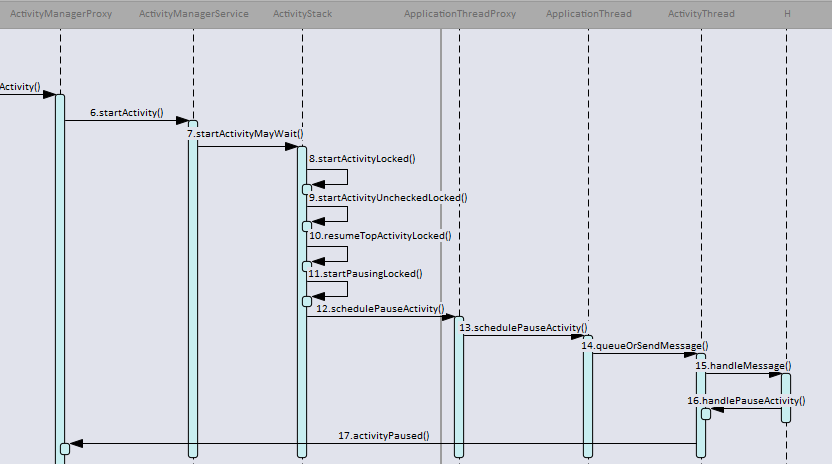 ActivityManagerProxy ActivityManagerService ActivityStack ApplicationThreadProxy ApplicationThread ActivityThread H
Activity()
6.startActivity()
7.startActivityMayWait()
8.startActivityLocked()
9.startActivityUncheckedLocked()
10.resumeTopActivityLocked()
11.startPausingLocked()
12.schedulePauseActivity()
13.schedulePauseActivity()
14.queueOrSendMessage()
15.handleMessage()
16.handlePauseActivity()
17.activityPaused()